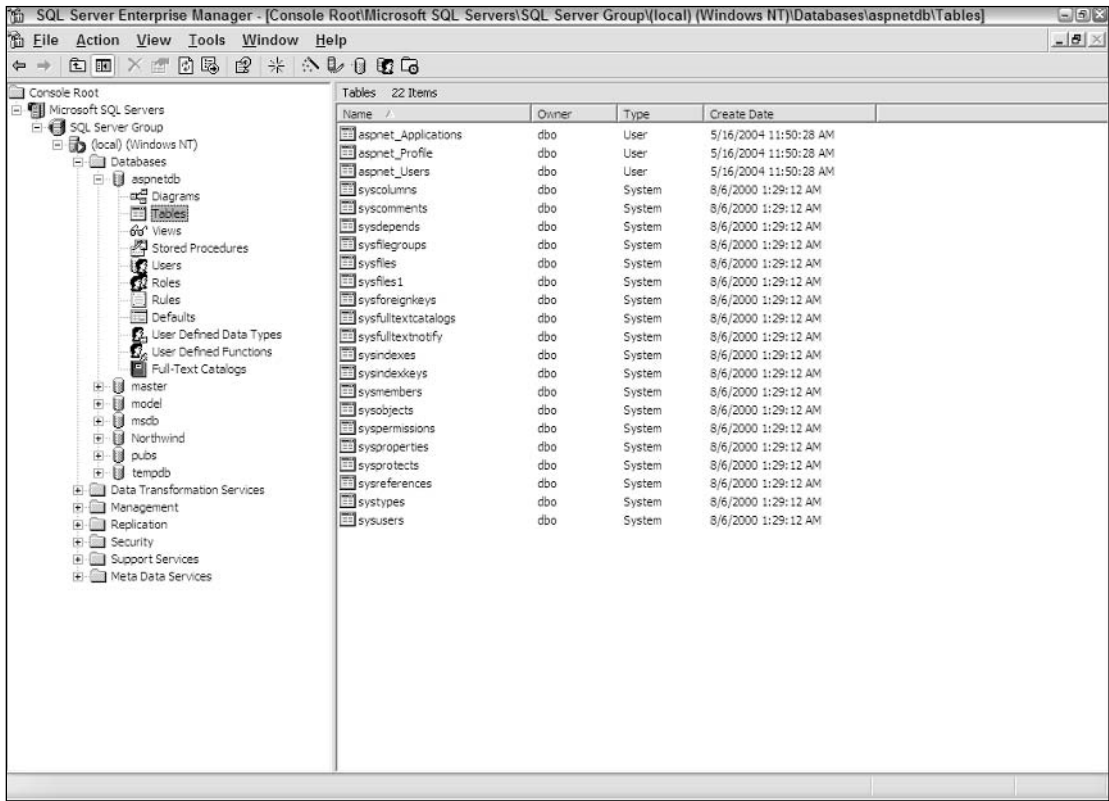 SQL Server Enterprise Manager - [Console Root\Microsoft SQL Servers\SQL Server Group\(local) (Windows NT)\Databases\aspnetdb\Tables]
File Action View Tools Window Help
Console Root
Microsoft SQL Servers
SQL Server Group
(local) (Windows NT)
Databases
aspnetdb
Diagrams
Tables
Views
Stored Procedures
Users
Roles
Rules
Defaults
User Defined Data Types
User Defined Functions
Full-Text Catalogs
master
model
msdb
Northwind
pubs
tempdb
Data Transformation Services
Management
Replication
Security
Support Services
Meta Data Services
Tables 22 Items
Name Owner Type Create Date
aspnet_Applications dbo User 5/16/2004 11:50:28 AM
aspnet_Profile dbo User 5/16/2004 11:50:28 AM
aspnet_Users dbo User 5/16/2004 11:50:28 AM
syscolumns dbo System 8/6/2000 1:29:12 AM
syscomments dbo System 8/6/2000 1:29:12 AM
sysdepends dbo System 8/6/2000 1:29:12 AM
sysfilegroups dbo System 8/6/2000 1:29:12 AM
sysfiles dbo System 8/6/2000 1:29:12 AM
sysfiles1 dbo System 8/6/2000 1:29:12 AM
sysforeignkeys dbo System 8/6/2000 1:29:12 AM
sysfulltextcatalogs dbo System 8/6/2000 1:29:12 AM
sysfulltextnotify dbo System 8/6/2000 1:29:12 AM
sysindexes dbo System 8/6/2000 1:29:12 AM
sysindexkeys dbo System 8/6/2000 1:29:12 AM
sysmembers dbo System 8/6/2000 1:29:12 AM
sysobjects dbo System 8/6/2000 1:29:12 AM
syspermissions dbo System 8/6/2000 1:29:12 AM
sysproperties dbo System 8/6/2000 1:29:12 AM
sysprotects dbo System 8/6/2000 1:29:12 AM
sysreferences dbo System 8/6/2000 1:29:12 AM
systypes dbo System 8/6/2000 1:29:12 AM
sysusers dbo System 8/6/2000 1:29:12 AM